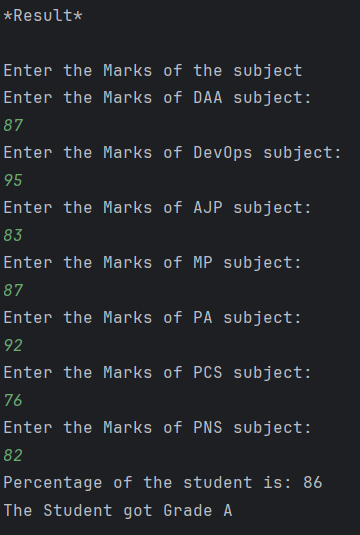 *Result*
Enter the Marks of the subject
Enter the Marks of DAA subject:
87
Enter the Marks of DevOps subject:
95
Enter the Marks of AJP subject:
83
Enter the Marks of MP subject:
87
Enter the Marks of PA subject:
92
Enter the Marks of PCS subject:
76
Enter the Marks of PNS subject:
82
Percentage of the student is: 86
The Student got Grade A